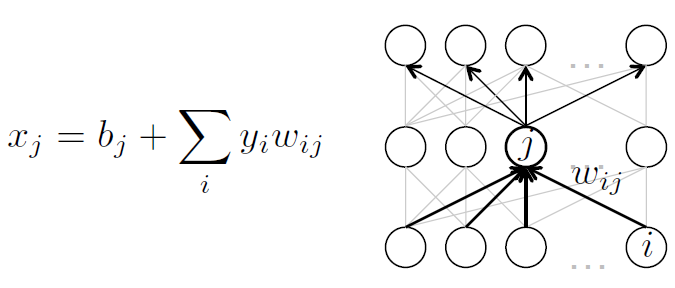 x_j = b_j + \sum_i y_i w_{ij}
...
j
...
w_{ij}
...
i